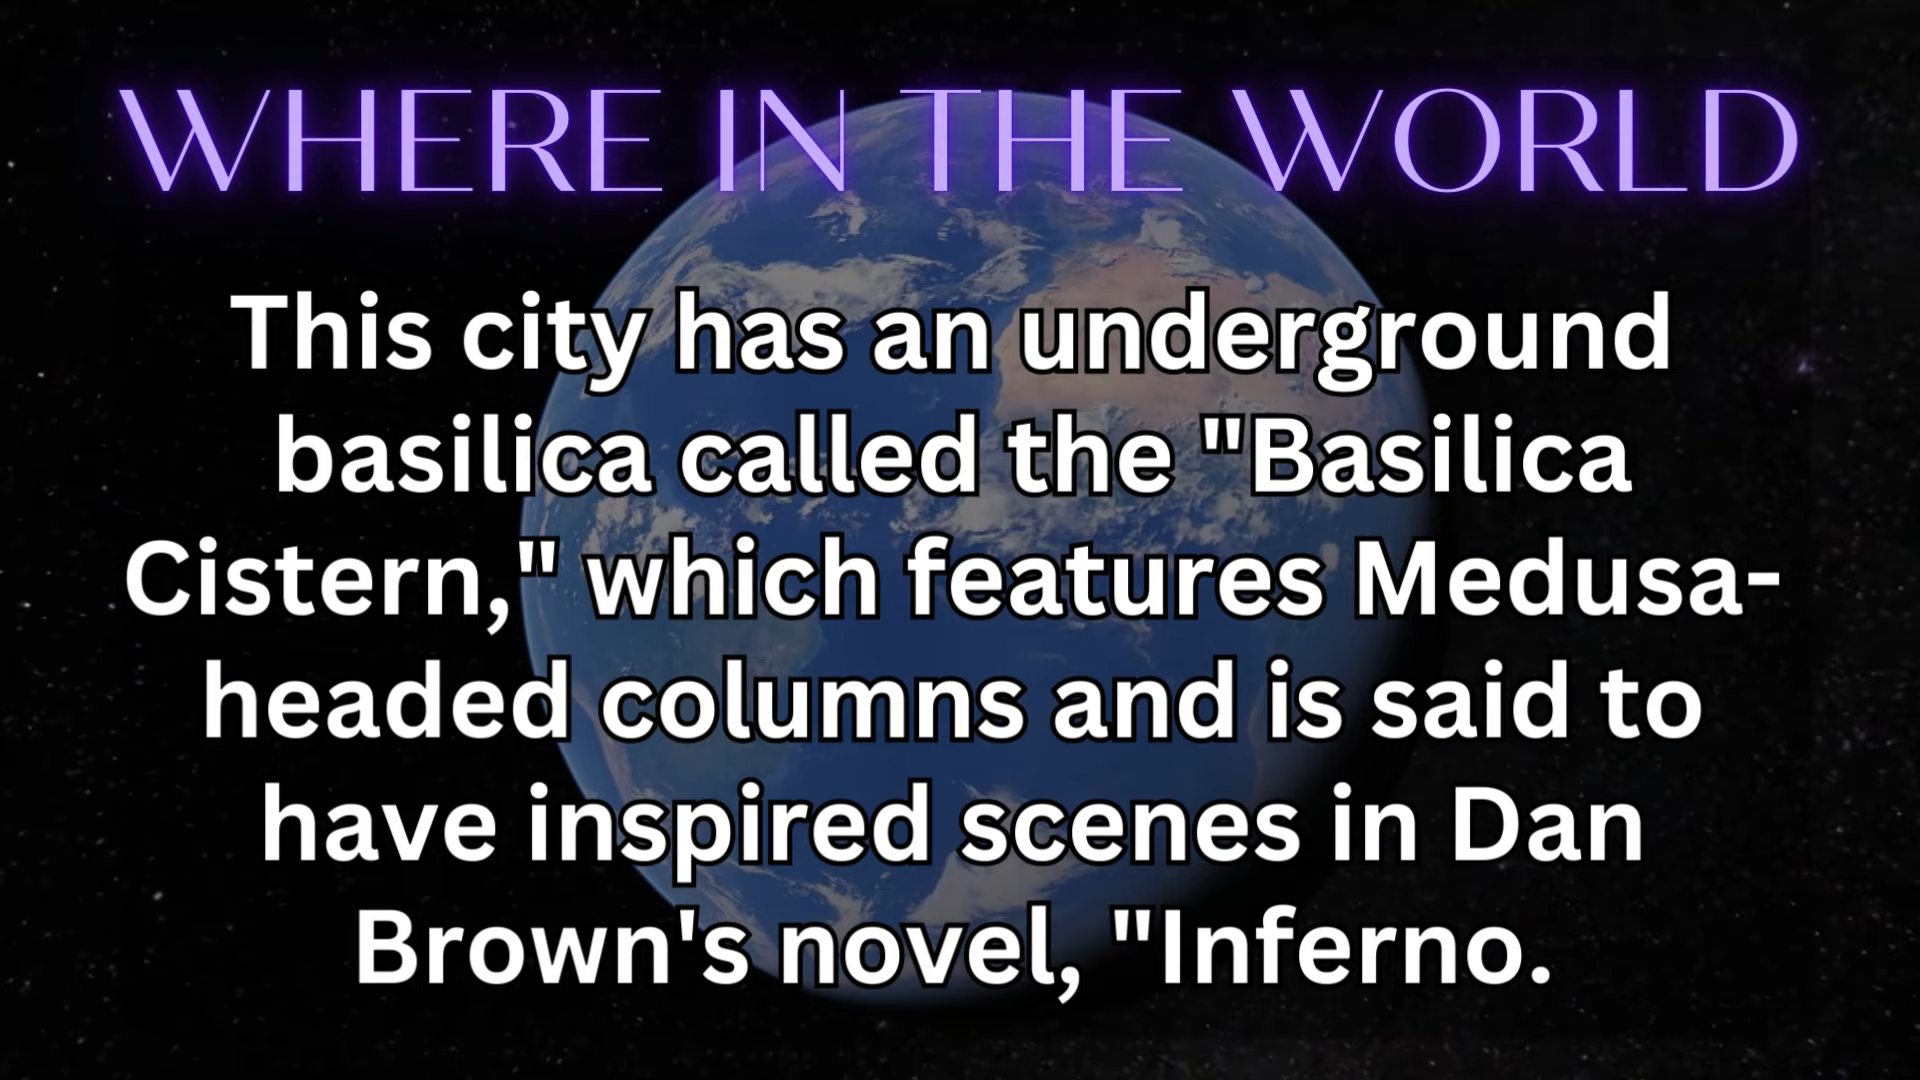 WHERE IN THE WORLD
This city has an underground
basilica called the "Basilica
Cistern," which features Medusa-
headed columns and is said to
have inspired scenes in Dan
Brown's novel, "Inferno.